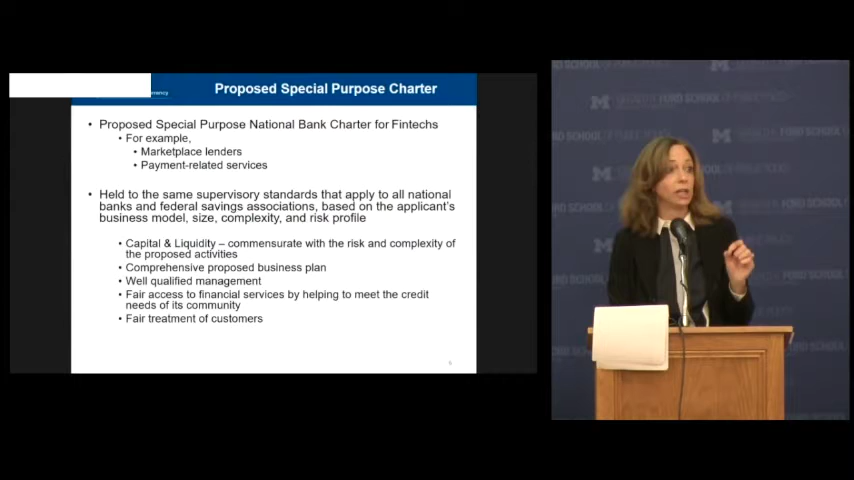 Proposed Special Purpose Charter
• Proposed Special Purpose National Bank Charter for Fintechs
• For example,
• Marketplace lenders
• Payment-related services
• Held to the same supervisory standards that apply to all national
banks and federal savings associations, based on the applicant's
business model, size, complexity, and risk profile
• Capital & Liquidity – commensurate with the risk and complexity of
the proposed activities
• Comprehensive proposed business plan
• Well qualified management
• Fair access to financial services by helping to meet the credit
needs of its community
• Fair treatment of customers
M
FORD SCHOOL
FORD SCHOOL